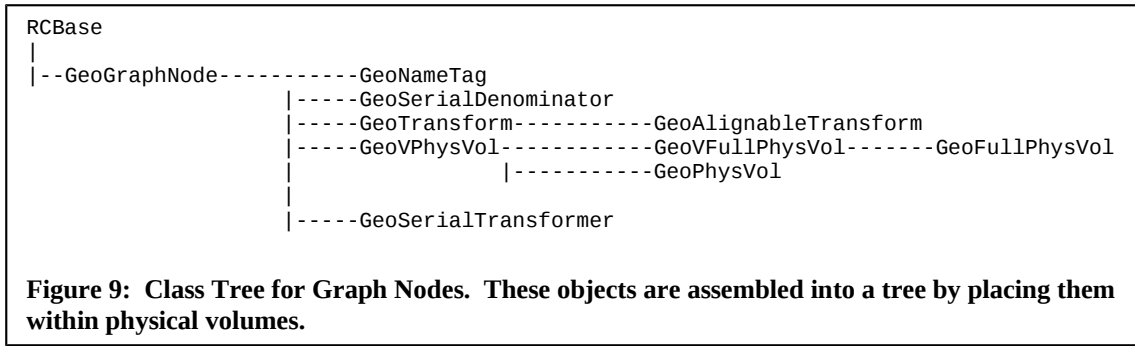 RCBase
|
|--GeoGraphNode-----------GeoNameTag
                     |-----GeoSerialDenominator
                     |-----GeoTransform-----------GeoAlignableTransform
                     |-----GeoVPhysVol------------GeoVFullPhysVol-------GeoFullPhysVol
                     |                 |-----------GeoPhysVol
                     |
                     |-----GeoSerialTransformer
Figure 9:  Class Tree for Graph Nodes.  These objects are assembled into a tree by placing them
within physical volumes.